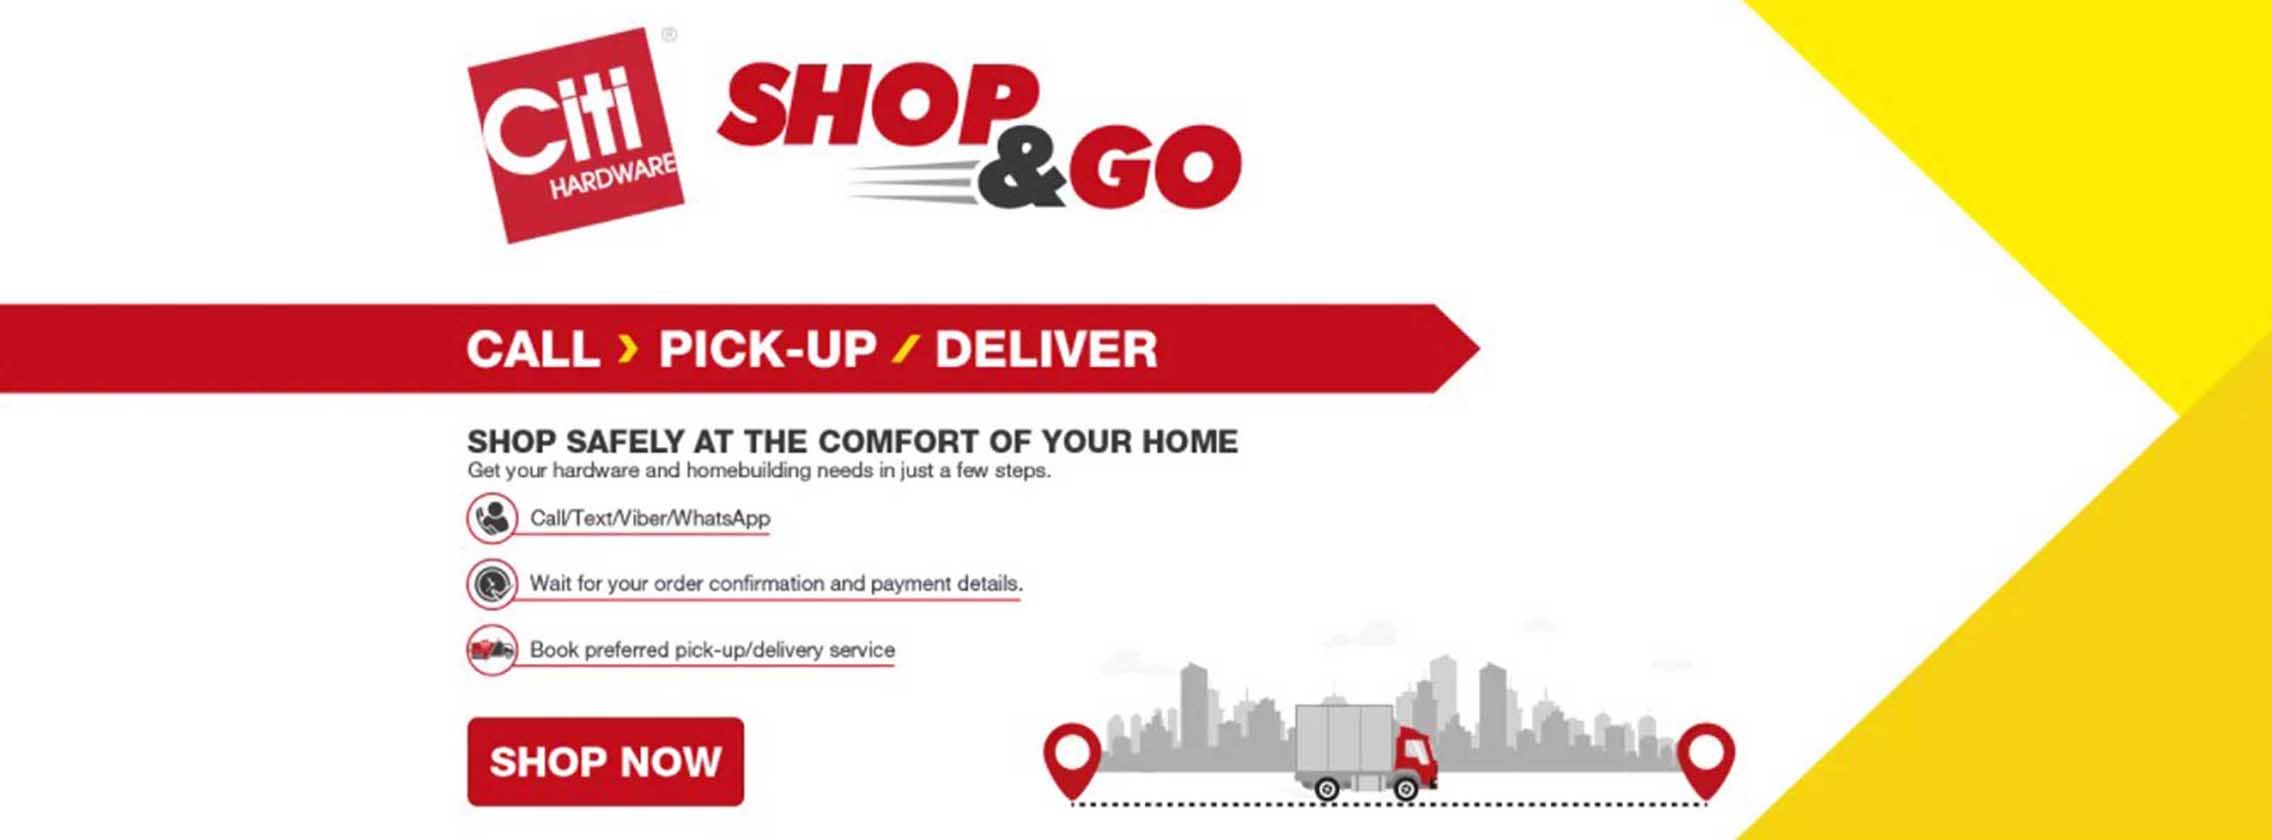 Citi
HARDWARE
®
SHOP
&GO
CALL › PICK-UP / DELIVER
SHOP SAFELY AT THE COMFORT OF YOUR HOME
Get your hardware and homebuilding needs in just a few steps.
Call/Text/Viber/WhatsApp
Wait for your order confirmation and payment details.
Book preferred pick-up/delivery service
SHOP NOW